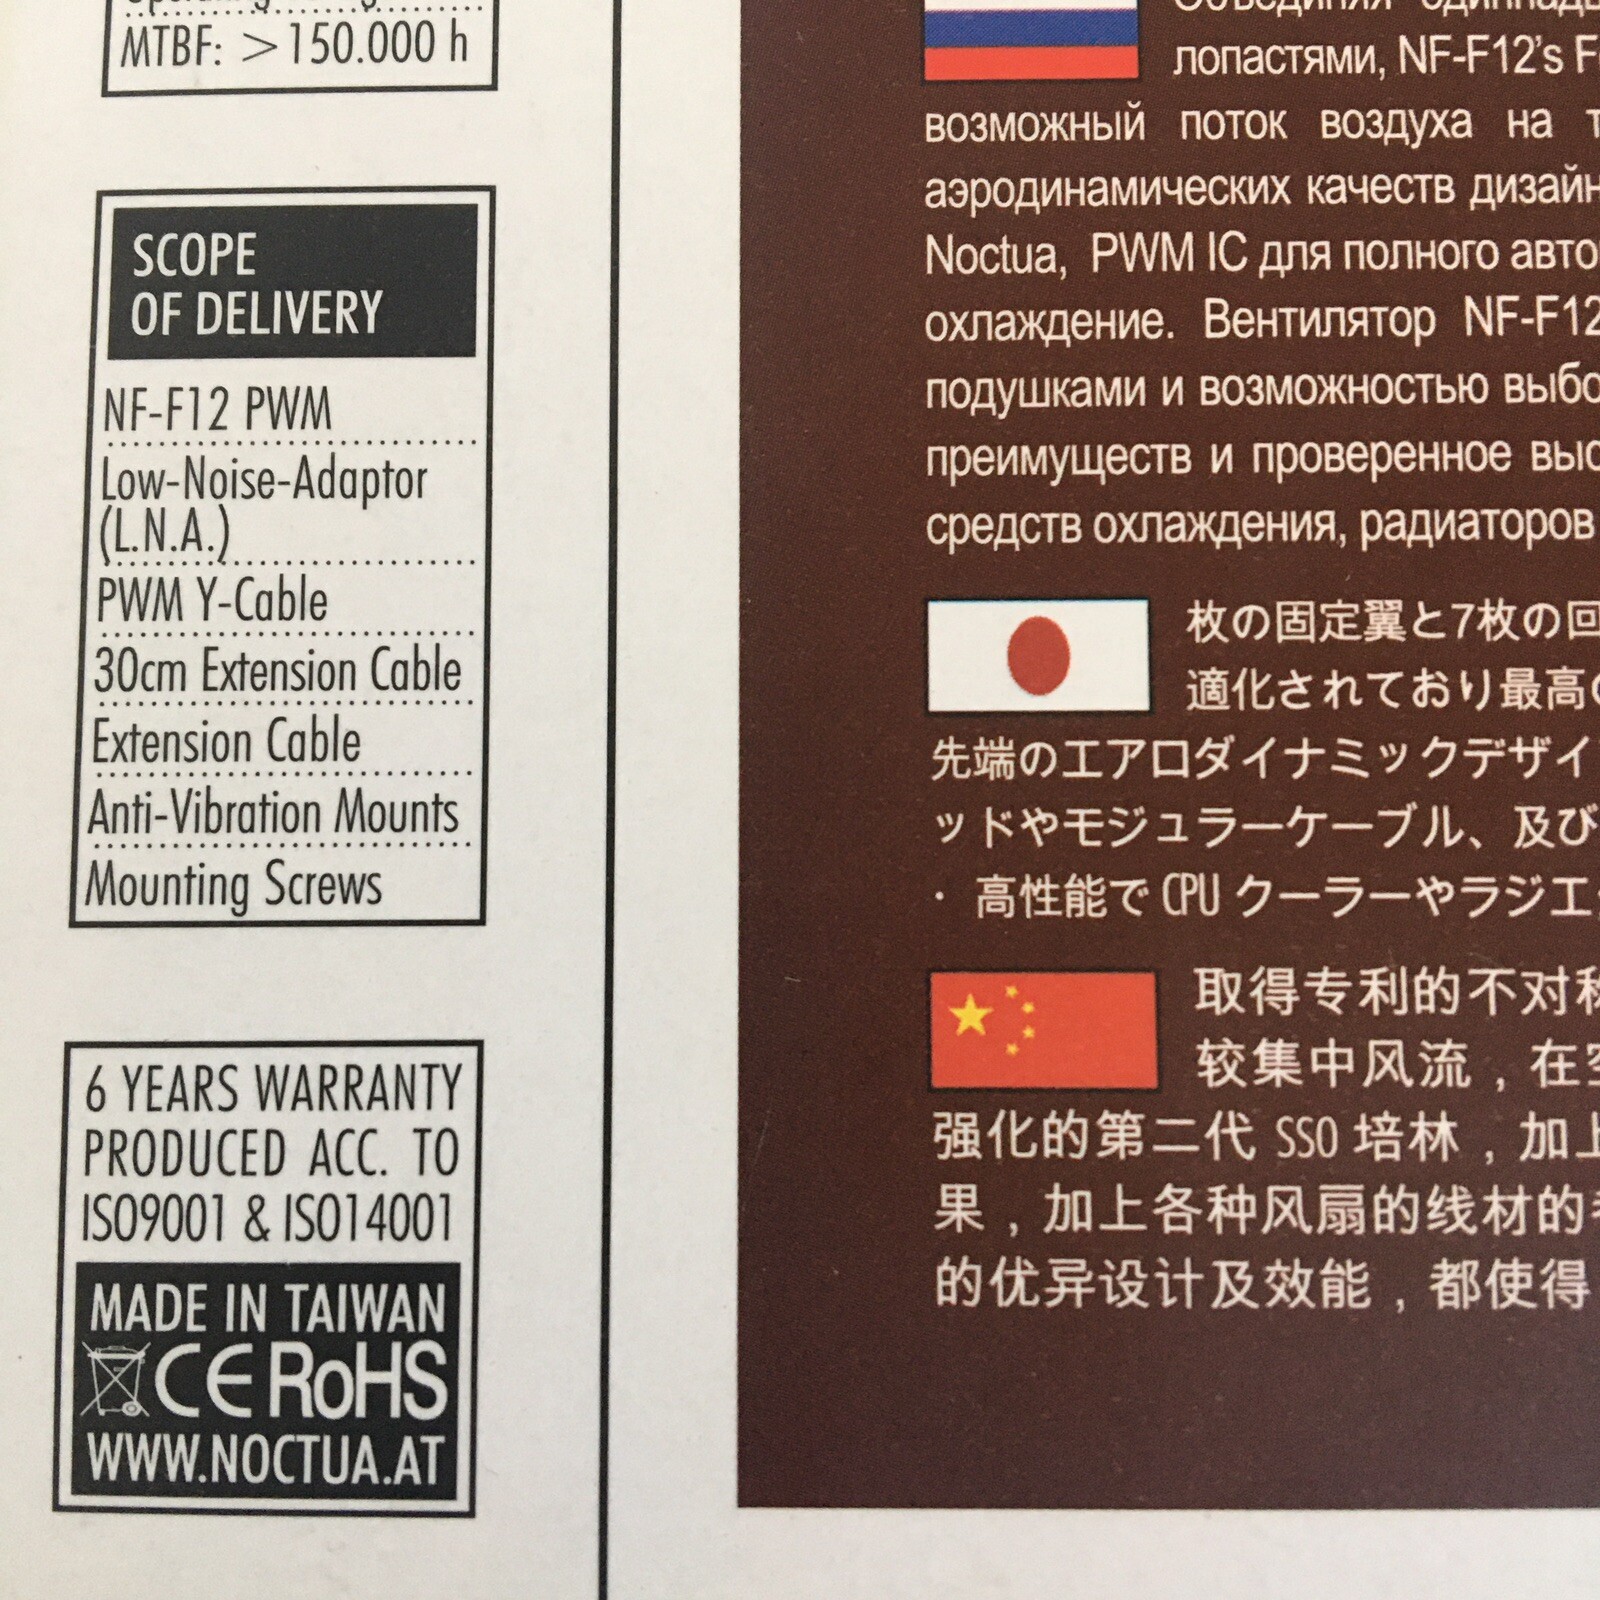 MTBF: >150.000 h
SCOPE
OF DELIVERY
NF-F12 PWM
Low-Noise-Adaptor
(L.N.A.)
PWM Y-Cable
30cm Extension Cable
Extension Cable
Anti-Vibration Mounts
Mounting Screws
6 YEARS WARRANTY
PRODUCED ACC. TO
ISO9001 & ISO14001
MADE IN TAIWAN
CE RoHS
WWW.NOCTUA.AT
Объединяя
лопастями, NF-F12's
возможный поток воздуха на
аэродинамических качеств дизайн
Noctua, PWM IC для полного авто
охлаждение. Вентилятор NF-F12
подушками и возможностью выбо
преимуществ и проверенное выс
средств охлаждения, радиаторов
枚の固定翼と7枚の回
適化されており最高の
先端のエアロダイナミックデザイ
ッドやモジュラーケーブル、及び
・高性能で CPU クーラーやラジエ
取得专利的不对称
较集中风流，在空
强化的第二代 SSO 培林，加上
果，加上各种风扇的线材的
的优异设计及效能，都使得